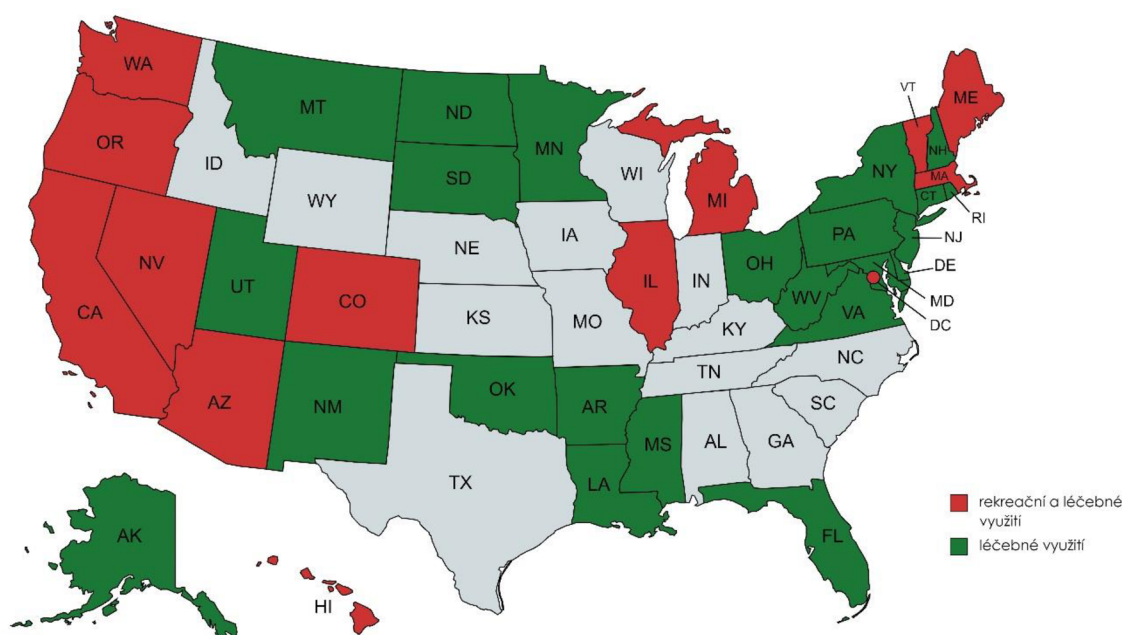 WA
OR
CA
NV
ID
MT
WY
UT
CO
AZ
NM
ND
SD
NE
KS
OK
TX
MN
IA
MO
AR
LA
WI
IL
MI
IN
OH
KY
TN
MS
AL
GA
FL
SC
NC
VA
WV
PA
NY
VT
NH
ME
MA
CT
RI
NJ
DE
MD
DC
AK
HI
rekreační a léčebné
využití
léčebné využití